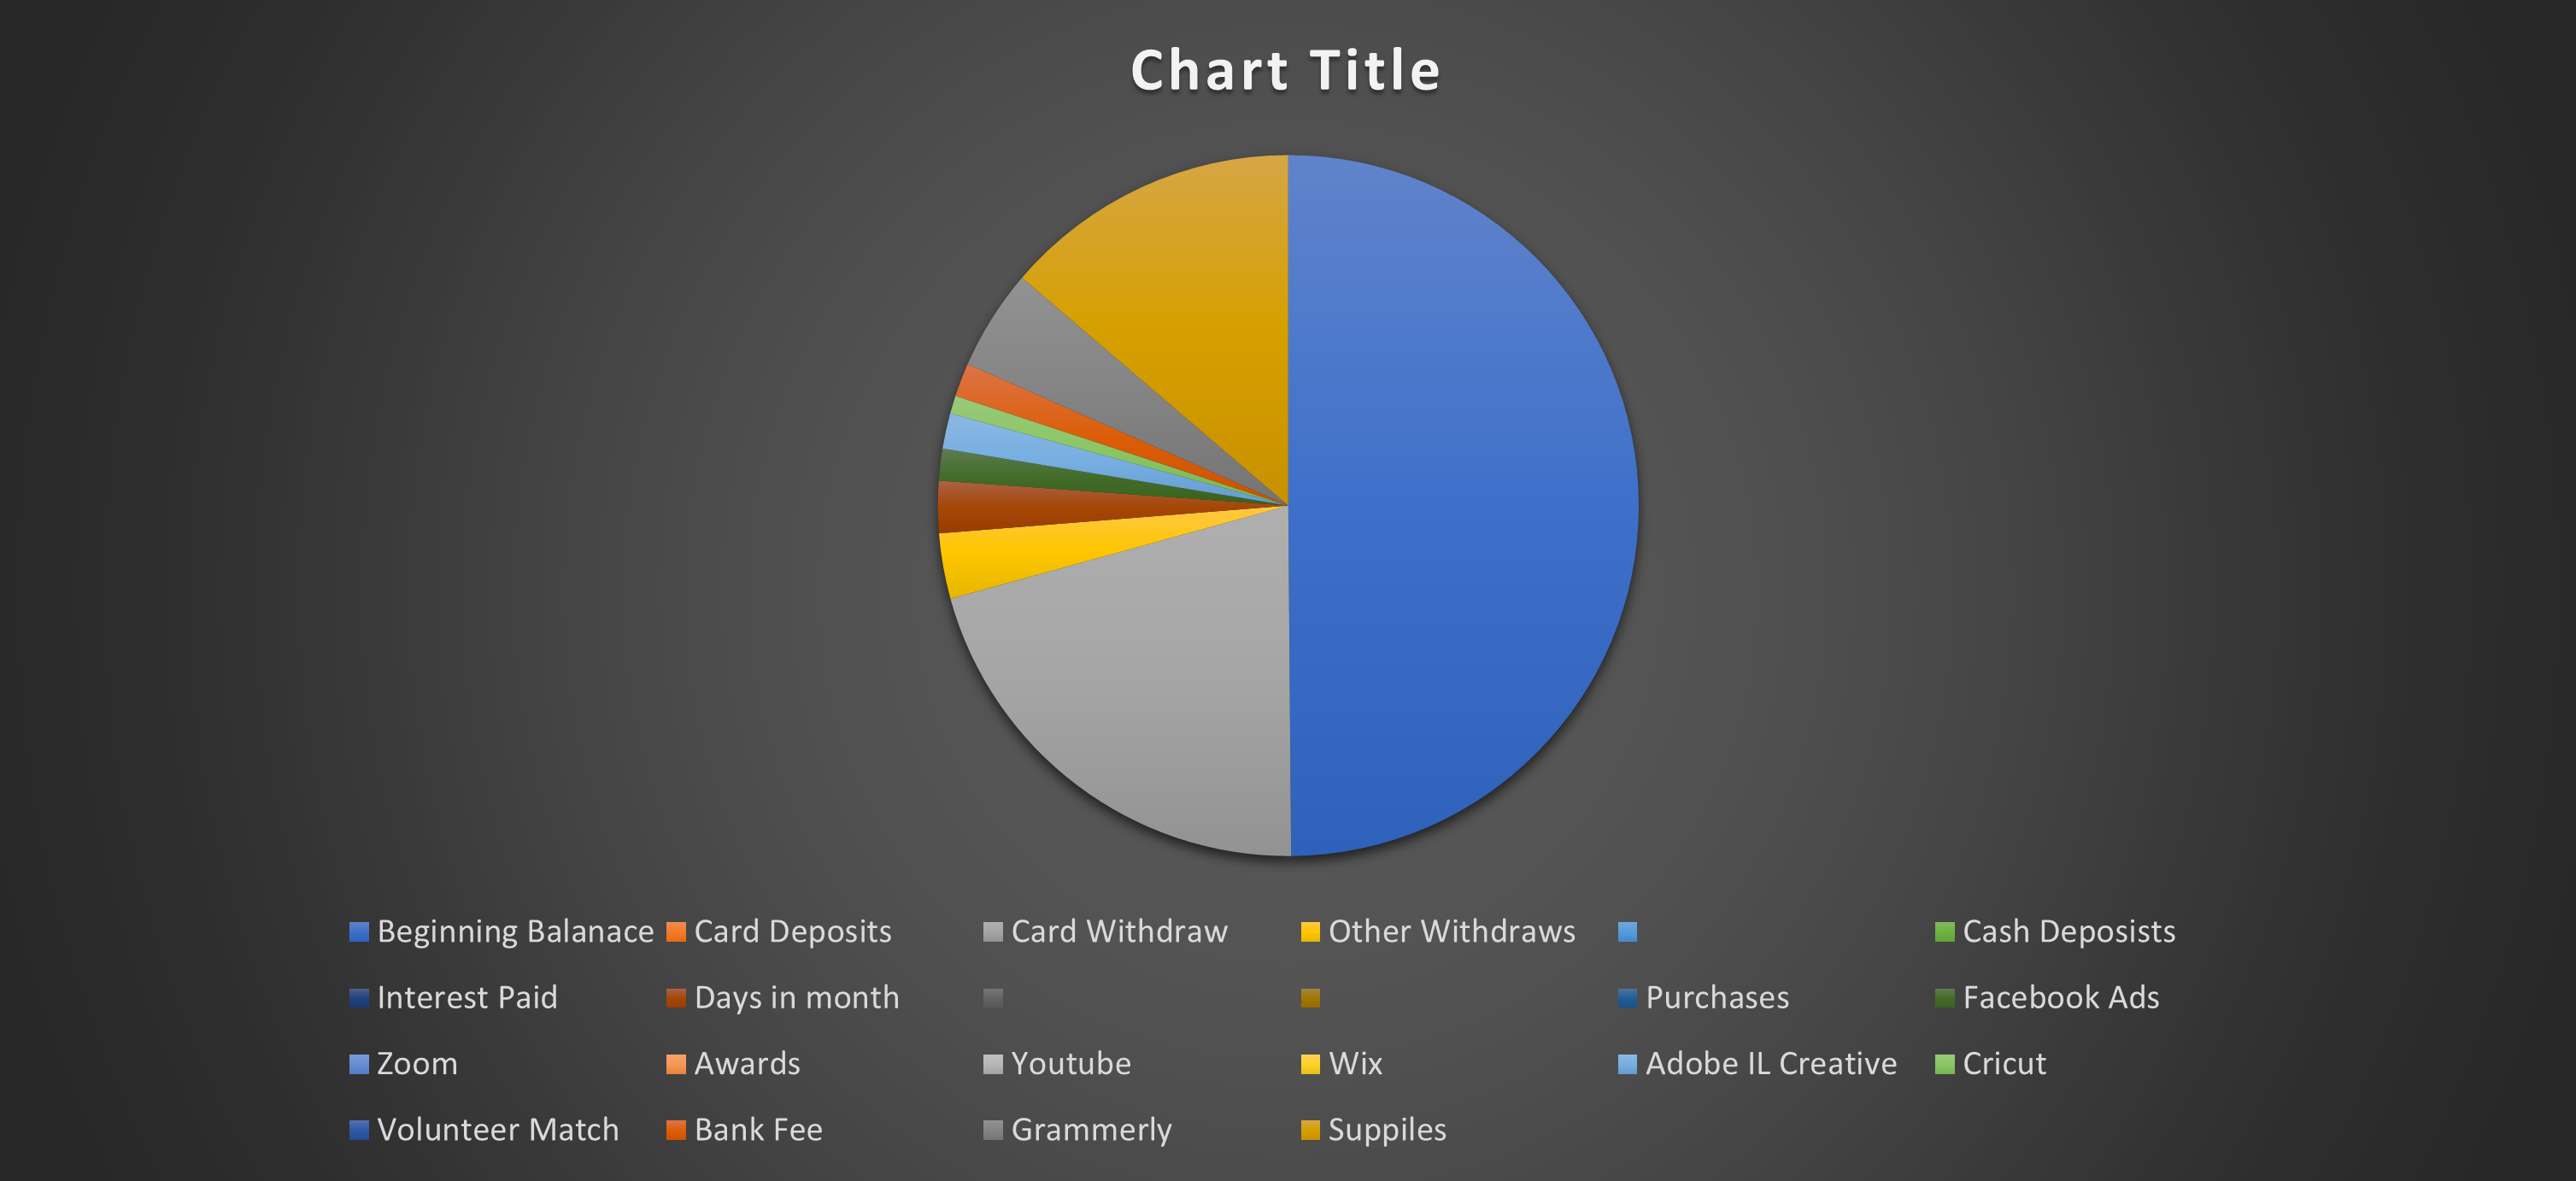 Chart Title
Beginning Balanace Card Deposits Card Withdraw Other Withdraws Cash Deposists
Interest Paid Days in month Purchases Facebook Ads
Zoom Awards Youtube Wix Adobe IL Creative Cricut
Volunteer Match Bank Fee Grammerly Suppiles